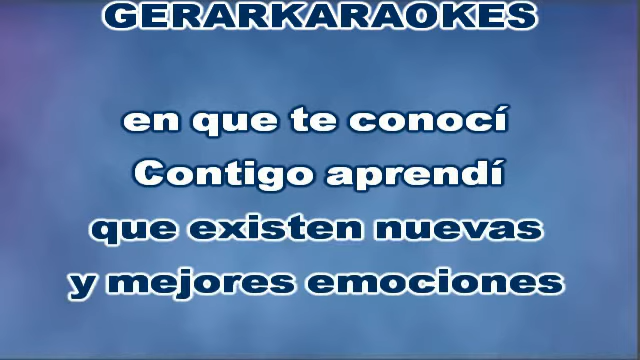 GERARKARAOKES
en que te conocí
Contigo aprendí
que existen nuevas
y mejores emociones